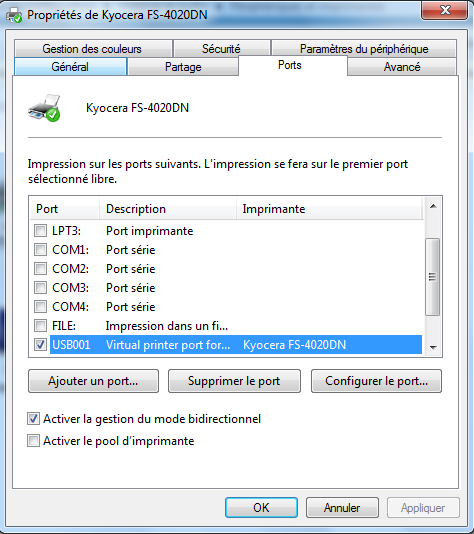 Propriétés de Kyocera FS-4020DN
Gestion des couleurs Sécurité Paramètres du périphérique
Général Partage Ports Avancé
Kyocera FS-4020DN
Impression sur les ports suivants. L'impression se fera sur le premier port
sélectionné libre.
Port Description Imprimante
LPT3: Port imprimante
COM1: Port série
COM2: Port série
COM3: Port série
COM4: Port série
FILE: Impression dans un fi...
USB001 Virtual printer port for... Kyocera FS-4020DN
Ajouter un port... Supprimer le port Configurer le port...
Activer la gestion du mode bidirectionnel
Activer le pool d'imprimante
OK Annuler Appliquer